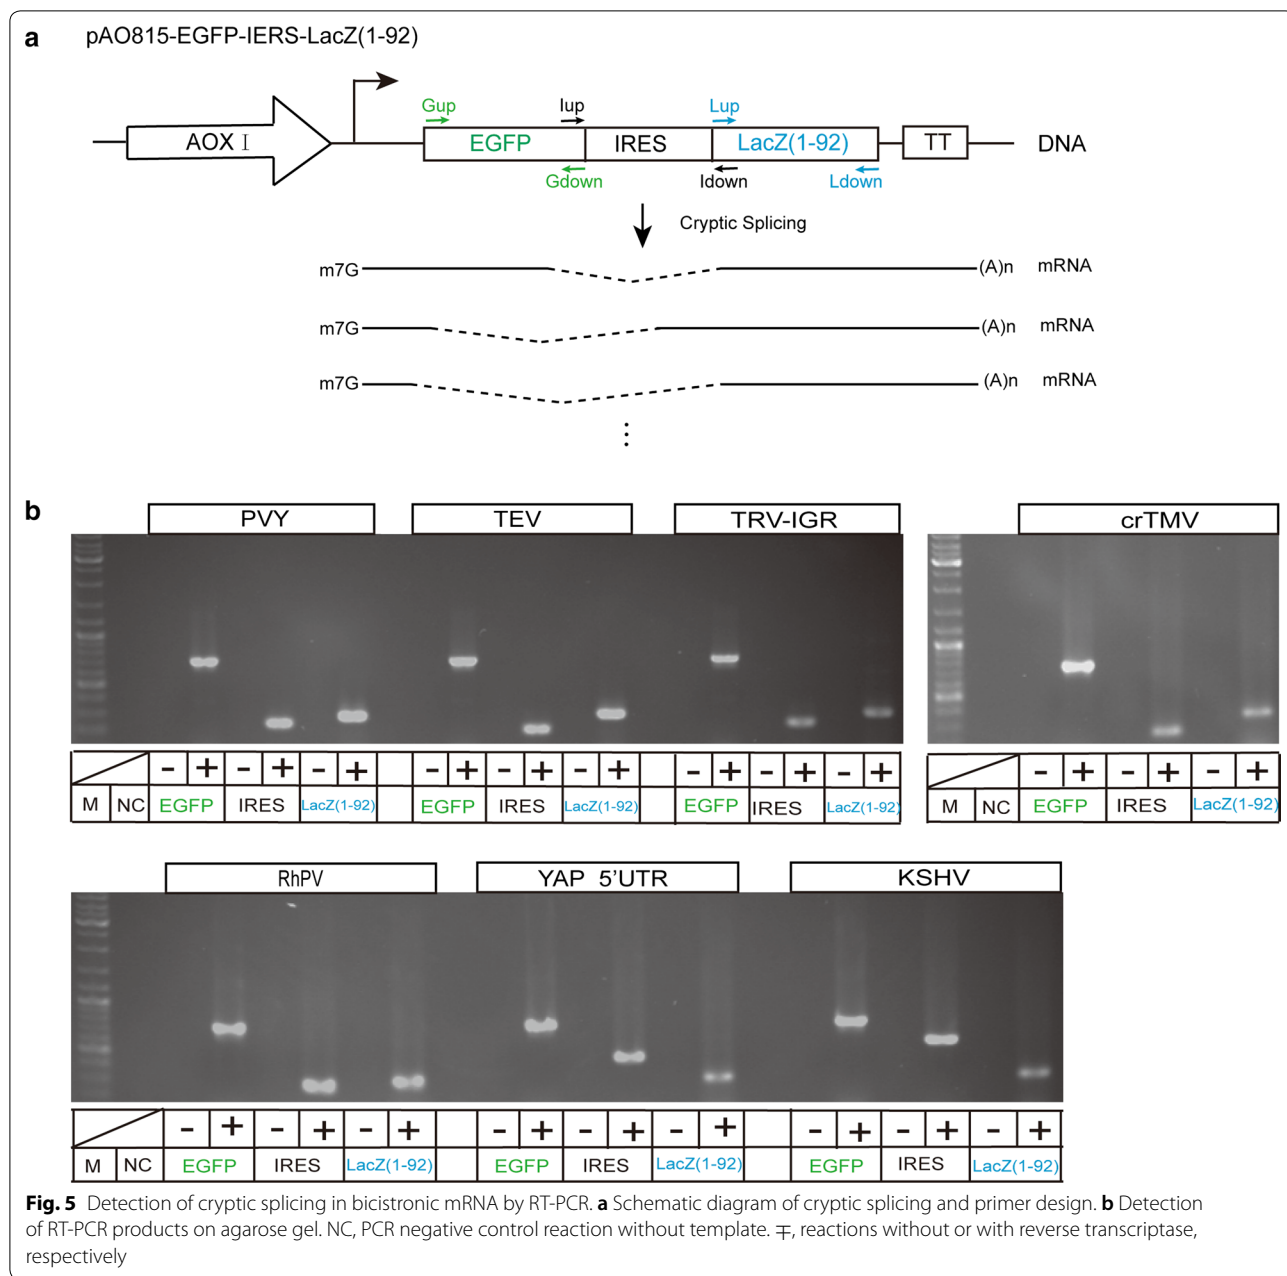 a pAO815-EGFP-IERS-LacZ(1-92)
Gup Iup Lup
AOX I EGFP IRES LacZ(1-92) TT DNA
Gdown Idown Ldown
Cryptic Splicing
m7G (A)n mRNA
m7G (A)n mRNA
m7G (A)n mRNA
b PVY TEV TRV-IGR crTMV
- + - + - + - + - + - + - + - + - + - + - + - +
M NC EGFP IRES LacZ(1-92) EGFP IRES LacZ(1-92) EGFP IRES LacZ(1-92) M NC EGFP IRES LacZ(1-92)
RhPV YAP 5'UTR KSHV
- + - + - + - + - + - + - + - + - +
M NC EGFP IRES LacZ(1-92) EGFP IRES LacZ(1-92) EGFP IRES LacZ(1-92)
Fig. 5 Detection of cryptic splicing in bicistronic mRNA by RT-PCR. a Schematic diagram of cryptic splicing and primer design. b Detection
of RT-PCR products on agarose gel. NC, PCR negative control reaction without template. ∓, reactions without or with reverse transcriptase,
respectively